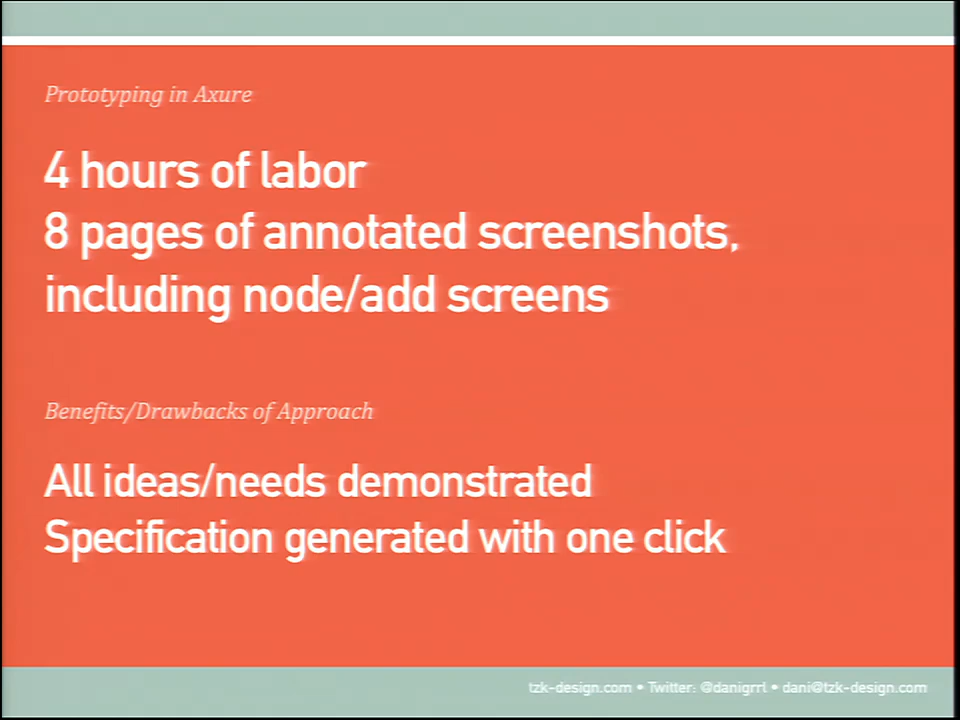 Prototyping in Axure
4 hours of labor
8 pages of annotated screenshots,
including node/add screens
Benefits/Drawbacks of Approach
All ideas/needs demonstrated
Specification generated with one click
tzk-design.com • Twitter: @danigrrl • dani@tzk-design.com